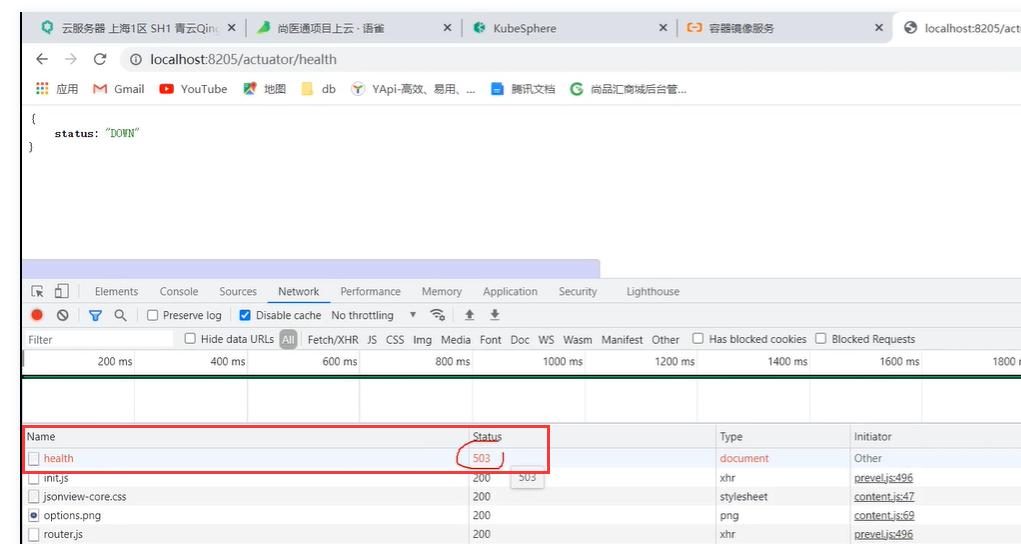 云服务器 上海1区 SH1 青云Qing
尚医通项目上云 · 语雀
KubeSphere
容器镜像服务
localhost:8205/actu
localhost:8205/actuator/health
应用 Gmail YouTube 地图 db YApi-高效、易用、... 腾讯文档 尚品汇商城后台管...
{
status: "DOWN"
}
Elements Console Sources Network Performance Memory Application Security Lighthouse
Preserve log Disable cache No throttling
Filter Hide data URLs All Fetch/XHR JS CSS Img Media Font Doc WS Wasm Manifest Other Has blocked cookies Blocked Requests
200 ms 400 ms 600 ms 800 ms 1000 ms 1200 ms 1400 ms 1600 ms 1800
Name Status Type Initiator
health 503 document Other
init.js 200 503 xhr prevel.js:496
jsonview-core.css 200 stylesheet content.js:47
options.png 200 png content.js:69
router.js 200 xhr prevel.js:496